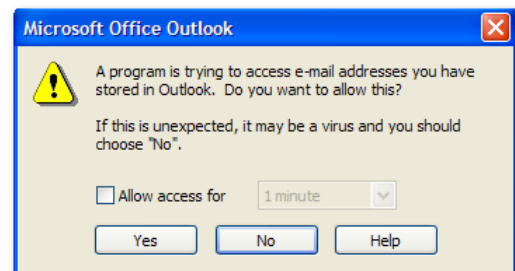 Microsoft Office Outlook
A program is trying to access e-mail addresses you have
stored in Outlook. Do you want to allow this?
If this is unexpected, it may be a virus and you should
choose "No".
Allow access for
1 minute
Yes
No
Help